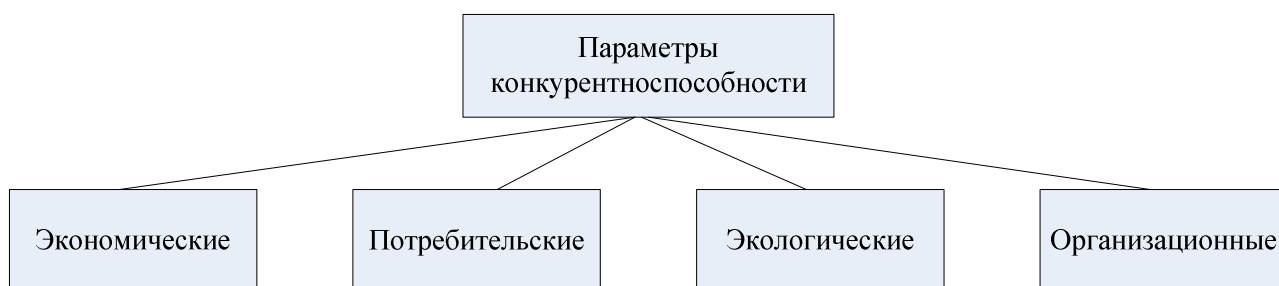 Параметры
конкурентноспособности
Экономические
Потребительские
Экологические
Организационные